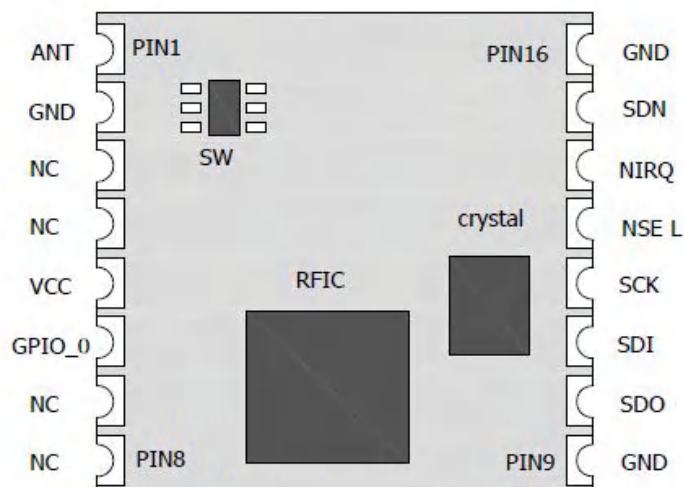 ANT PIN1 PIN16 GND
GND SDN
SW
NC NIRQ
NC crystal NSE L
VCC RFIC SCK
GPIO_0 SDI
NC SDO
NC PIN8 PIN9 GND